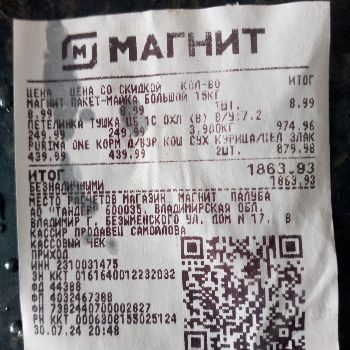 МАГНИТ
ЦЕНА ЦЕНА СО СКИДКОЙ КОЛ-ВО ИТОГ
МАГНИТ ПАКЕТ-МАЙКА БОЛЬШОЙ 15КГ
8.99 8.99 1ШТ. 8.99
ПЕТЕЛИНКА ТУШКА ЦБ 1С ОХЛ (В) В/У:7.2
249.99 249.99 3,900КГ 974.96
PURINA ONE КОРМ Д/ВЗР КОШ СУХ КУРИЦА/ЦЕЛ ЗЛАК
439.99 439.99 2ШТ. 879.98
ИТОГ 1863.93
БЕЗНАЛИЧНЫМИ 1863.93
МЕСТО РАСЧЕТОВ МАГАЗИН МАГНИТ ПАЛУБА
АО "ТАНДЕР" 600035, ВЛАДИМИРСКАЯ ОБЛ,
ВЛАДИМИР Г, БЕЗЫМЕНСКОГО УЛ, ДОМ N 17, 8
КАССИР ПРОДАВЕЦ САМОЙЛОВА
КАССОВЫЙ ЧЕК
ПРИХОД
ИНН 2310031475
ЗН ККТ 0161640012232032
ФД 44388
ФП 4032467388
ФН 7382440700002627
РН ККТ 0006308155025124
30.07.24 20:48